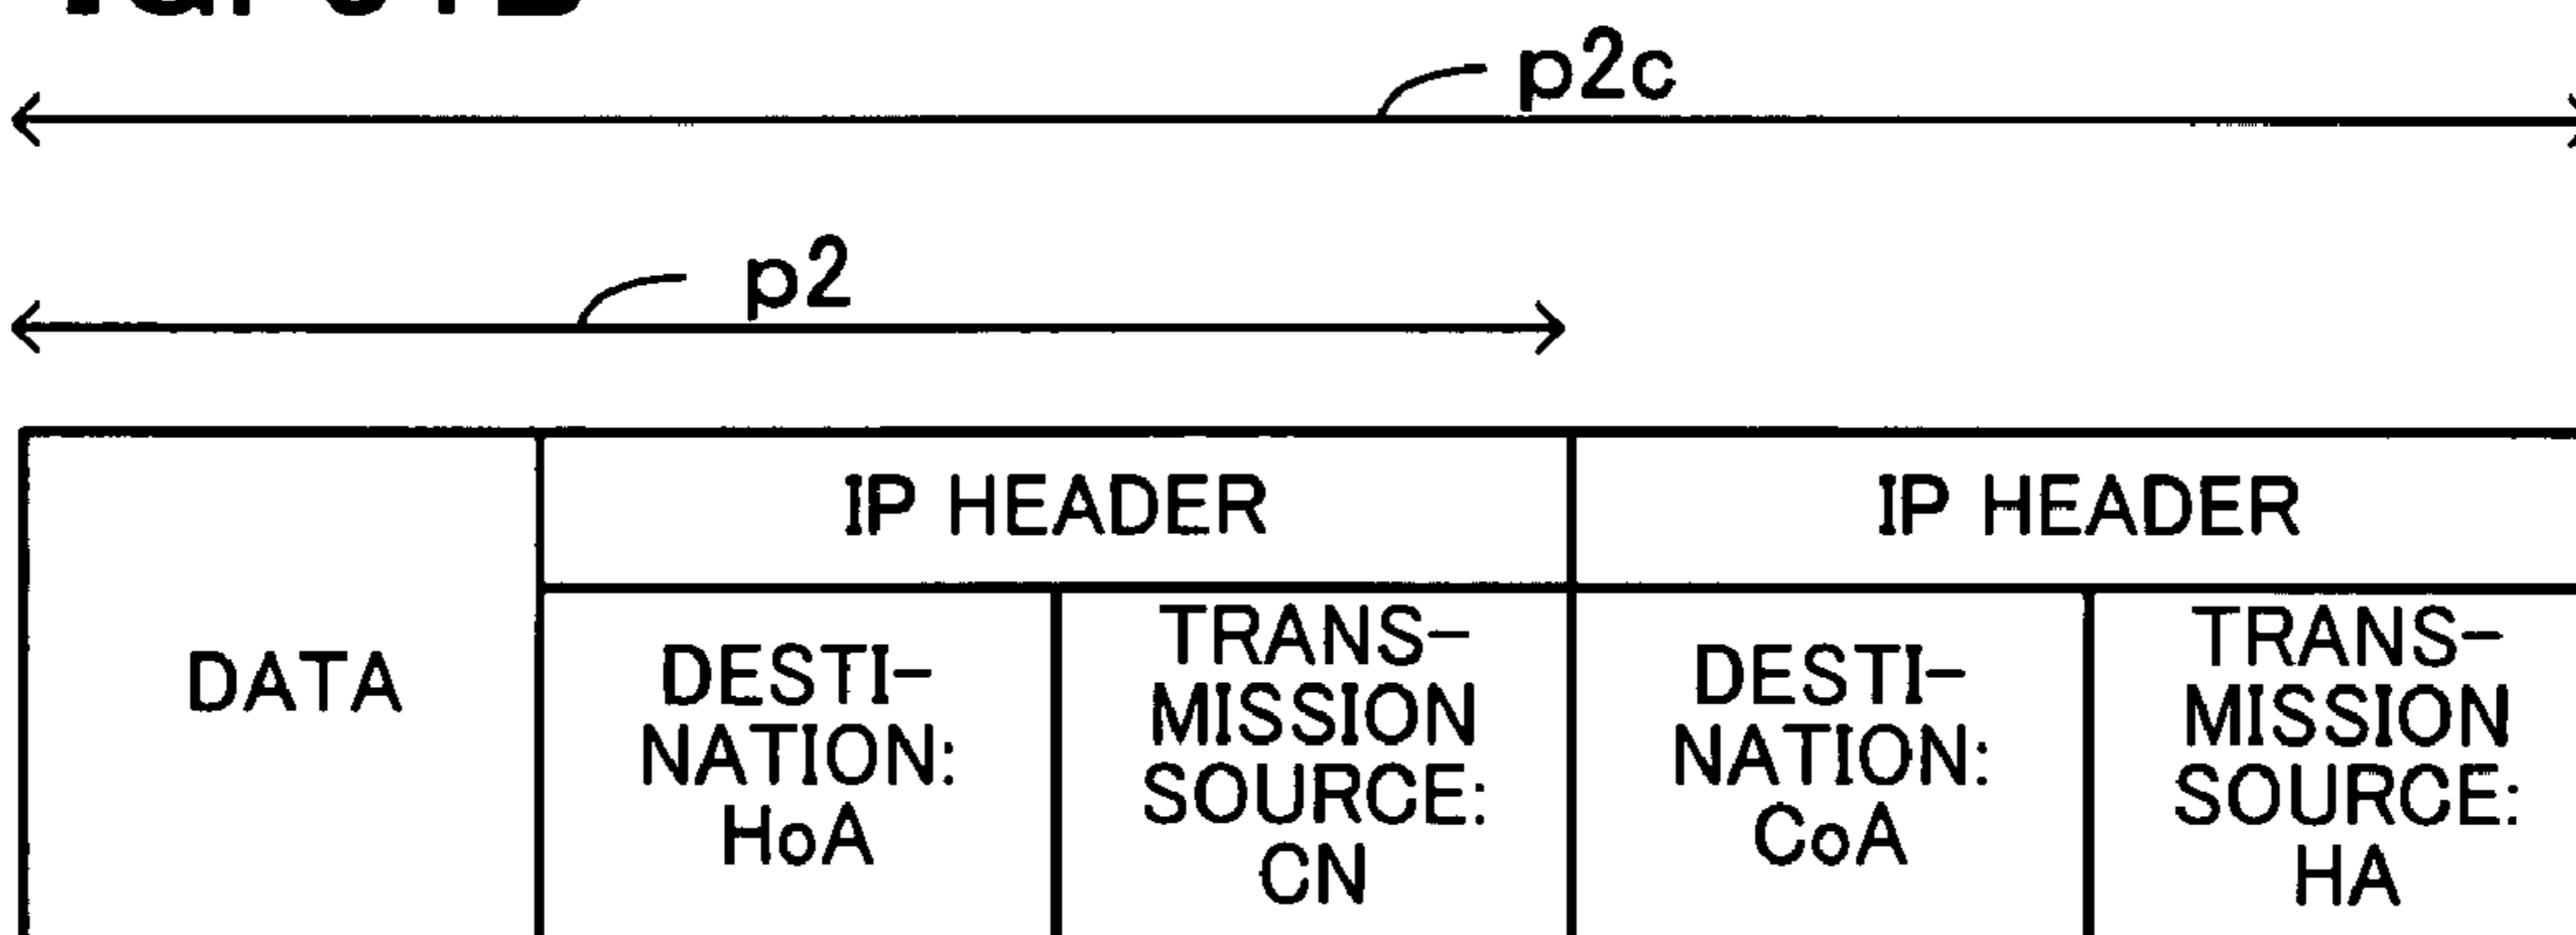 p2c
p2
IP HEADER
IP HEADER
DATA
DESTI-
NATION:
HoA
TRANS-
MISSION
SOURCE:
CN
DESTI-
NATION:
CoA
TRANS-
MISSION
SOURCE:
HA